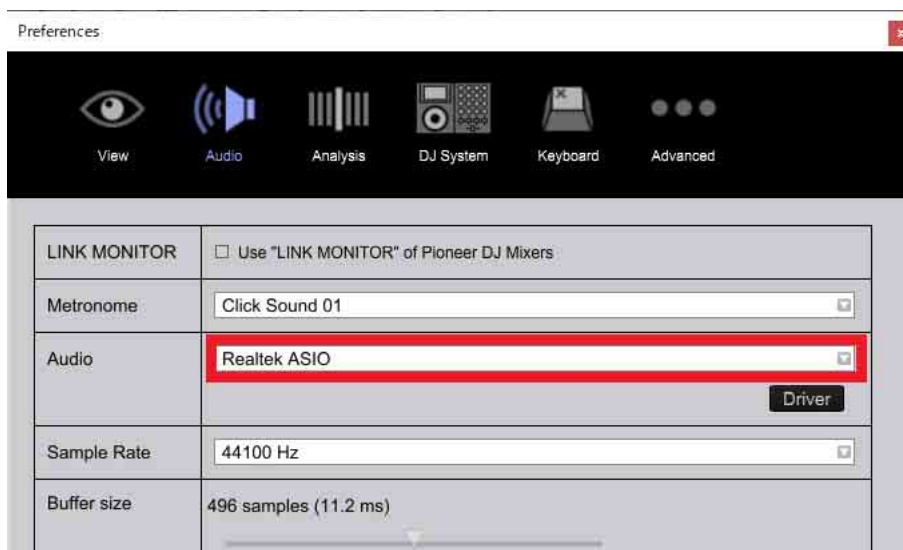 Preferences
View Audio Analysis DJ System Keyboard Advanced
LINK MONITOR Use "LINK MONITOR" of Pioneer DJ Mixers
Metronome Click Sound 01
Audio Realtek ASIO
Driver
Sample Rate 44100 Hz
Buffer size 496 samples (11.2 ms)